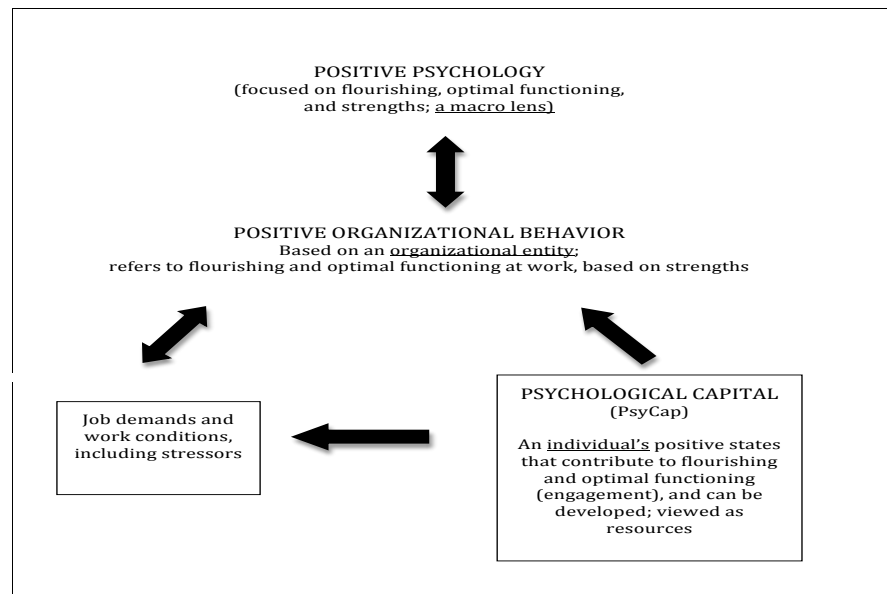 POSITIVE PSYCHOLOGY
(focused on flourishing, optimal functioning,
and strengths; a macro lens)
POSITIVE ORGANIZATIONAL BEHAVIOR
Based on an organizational entity;
refers to flourishing and optimal functioning at work, based on strengths
Job demands and
work conditions,
including stressors
PSYCHOLOGICAL CAPITAL
(PsyCap)
An individual's positive states
that contribute to flourishing
and optimal functioning
(engagement), and can be
developed; viewed as
resources